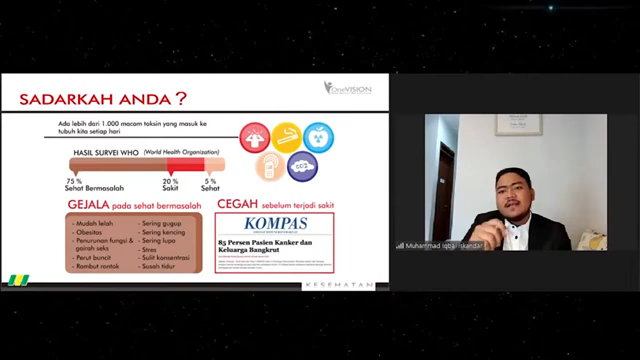 OneVISION
SADARKAH ANDA?
Ada lebih dari 1.000 macam toksin yang masuk ke
tubuh kita setiap hari
HASIL SURVEI WHO (World Health Organization)
75 % 20 % 5 %
Sehat Bermasalah Sakit Sehat
GEJALA pada sehat bermasalah
- Mudah lelah
- Obesitas
- Penurunan fungsi &
gairah seks
- Perut buncit
- Rambut rontok
- Sering gugup
- Sering kencing
- Sering lupa
- Stres
- Sulit konsentrasi
- Susah tidur
CEGAH sebelum terjadi sakit
KOMPAS
85 Persen Pasien Kanker dan
Keluarga Bangkrut
KESEHATAN
Muhammad Iqbal Iskandar